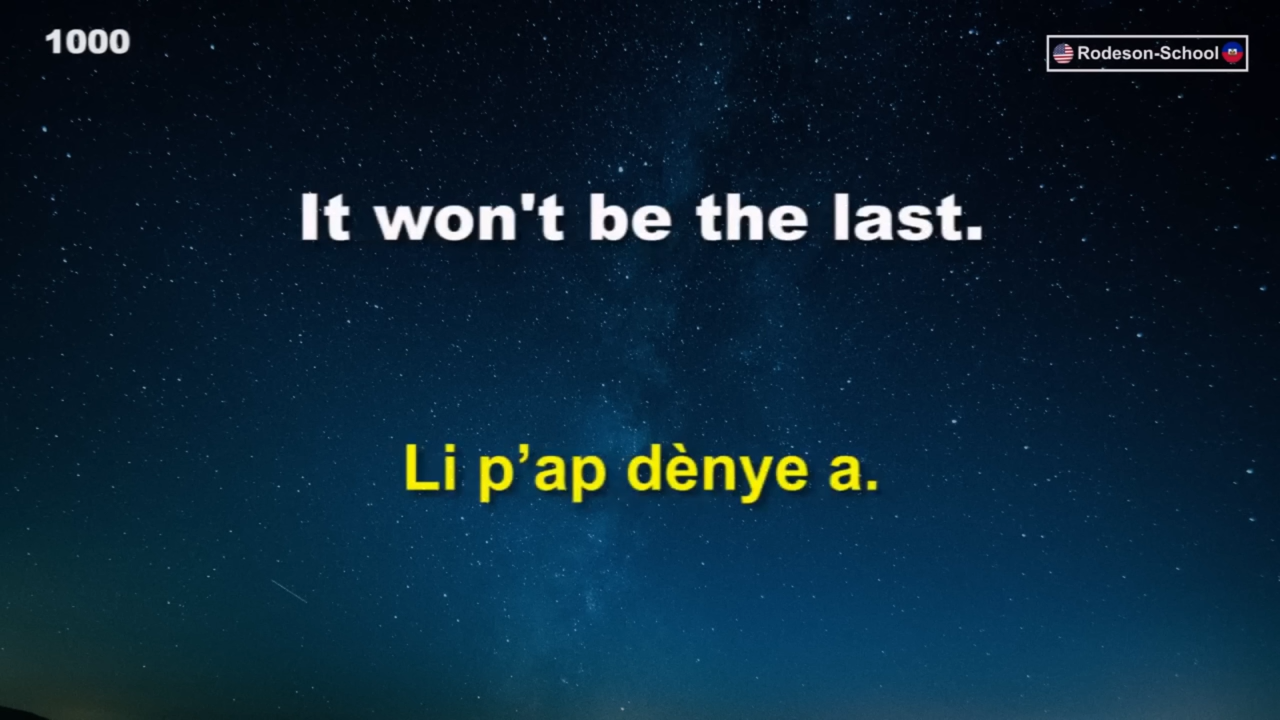 1000
Rodeson-School
It won't be the last.
Li p’ap dènye a.